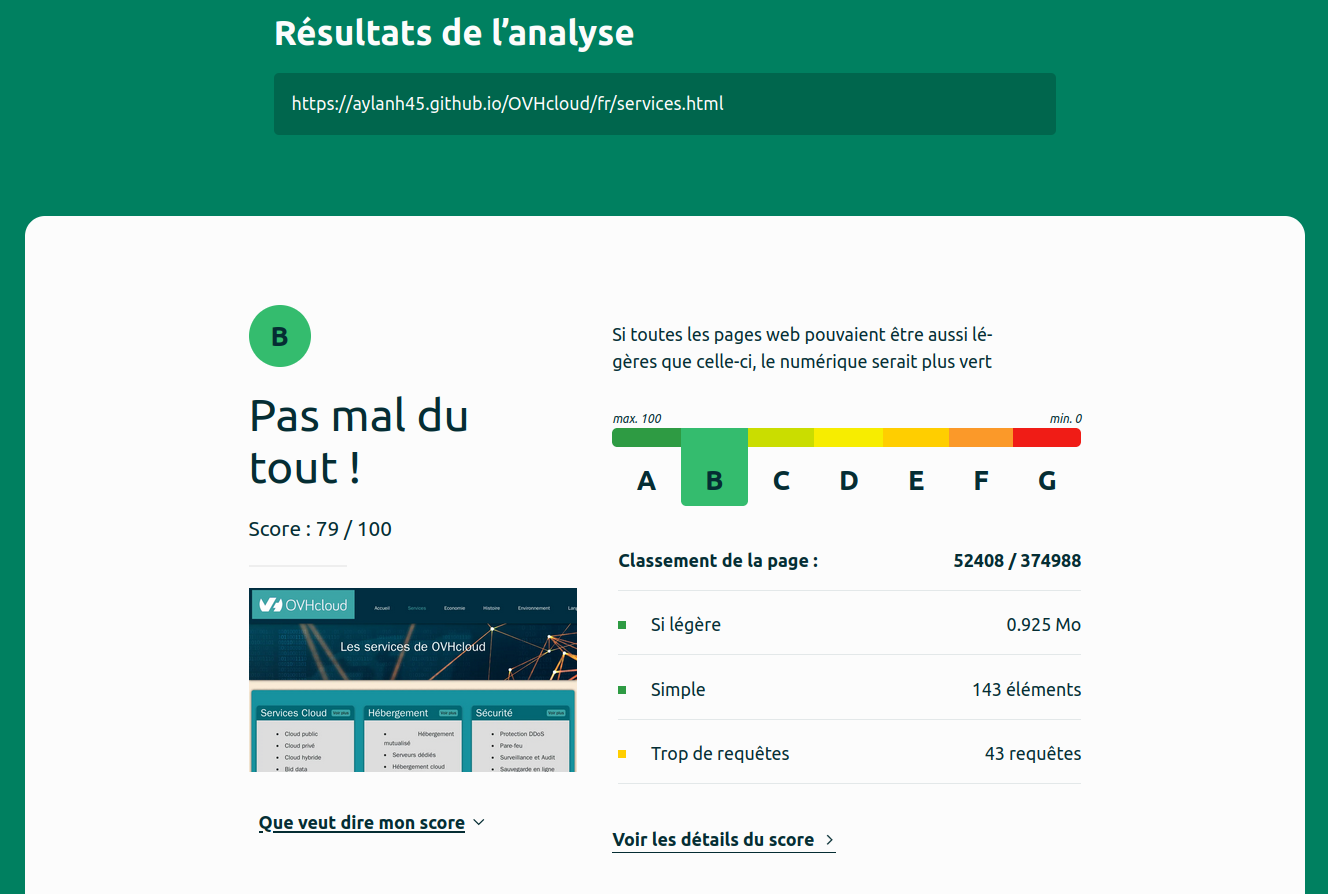 Résultats de l’analyse
https://aylanh45.github.io/OVHcloud/fr/services.html
B
Pas mal du
tout !
Score : 79 / 100
OVHcloud
Accueil Services Economie Histoire Environnement
Les services de OVHcloud
Services Cloud
Hébergement
Sécurité
Cloud public
Cloud privé
Cloud hybride
Bid data
Hébergement
mutualisé
Serveurs dédiés
Hébergement cloud
Protection DDoS
Pare-feu
Surveillance et Audit
Sauvegarde en ligne
Que veut dire mon score
Si toutes les pages web pouvaient être aussi lé-
gères que celle-ci, le numérique serait plus vert
max. 100 min. 0
A B C D E F G
Classement de la page : 52408 / 374988
Si légère 0.925 Mo
Simple 143 éléments
Trop de requêtes 43 requêtes
Voir les détails du score